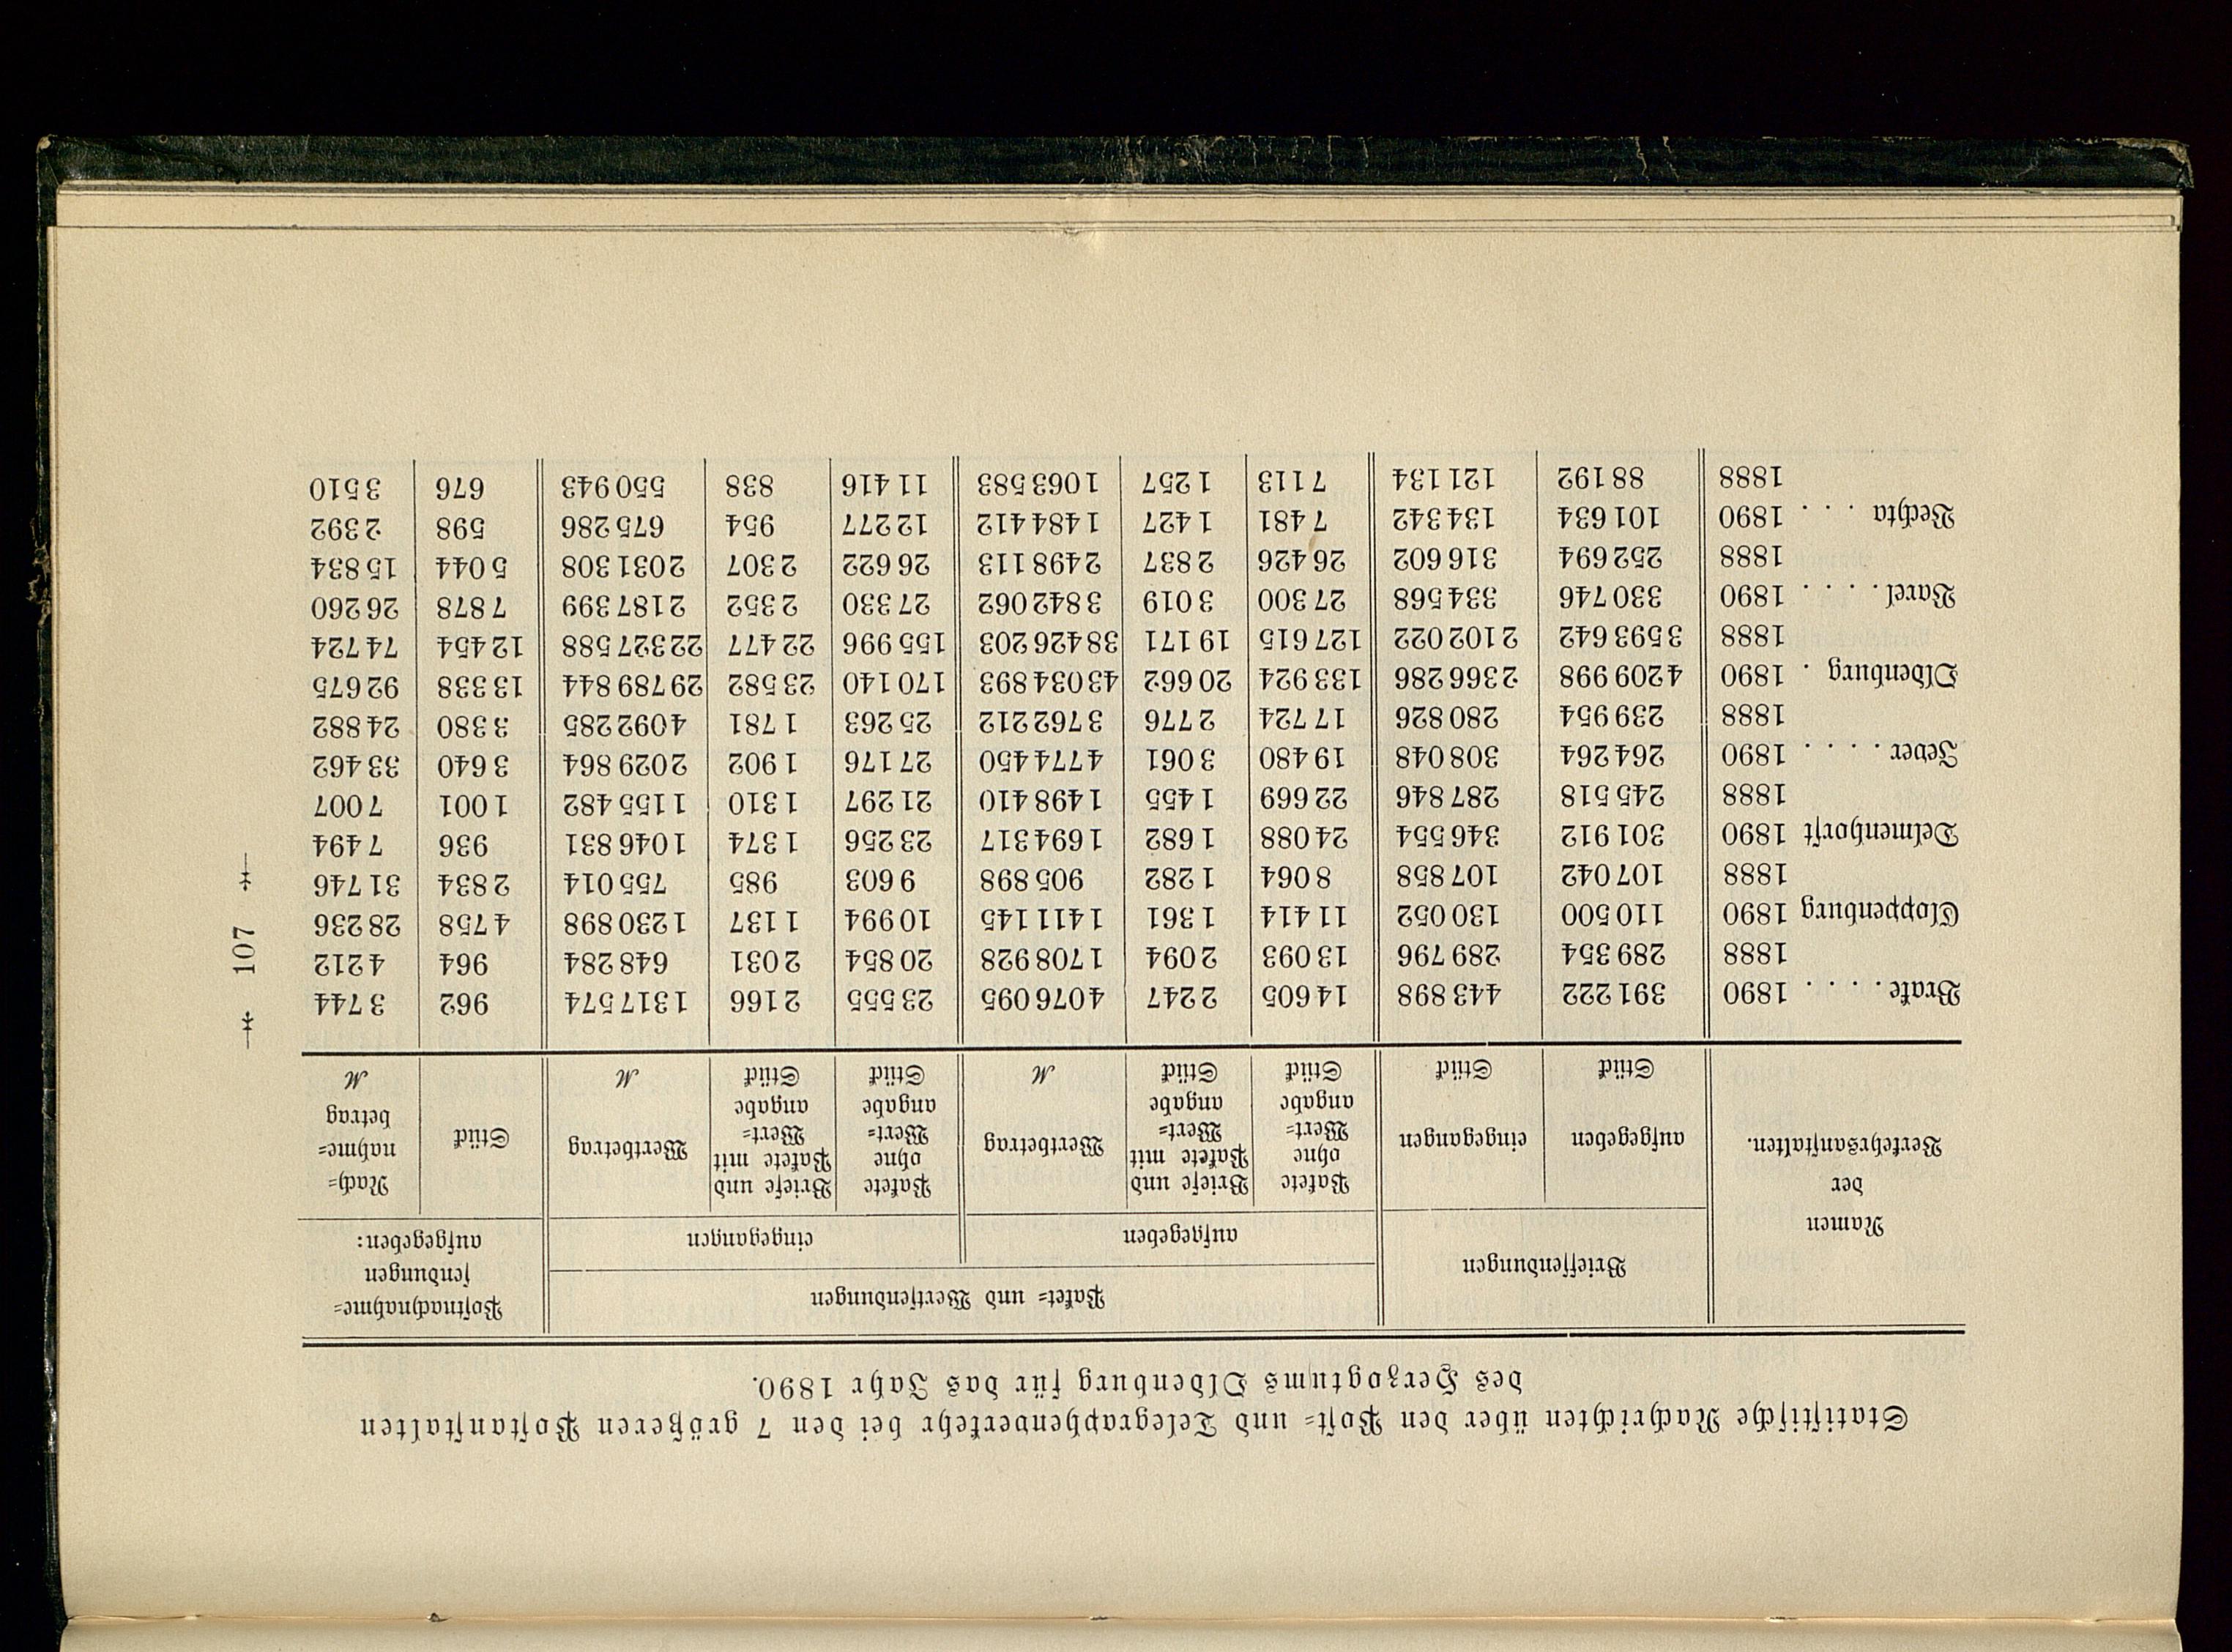 Statistische Nachrichten über den Post= und Telegraphenverkehr bei den 7 größeren Postanstalten
des Herzogtums Oldenburg für das Jahr 1890.
Namen der Verkehrsanstalten. | Briefsendungen | Paket= und Wertsendungen | Postnachnahme= sendungen aufgegeben:
aufgegeben | eingegangen | aufgegeben | eingegangen
Stück | Stück | Pakete ohne Wert= angabe Stück | Briefe und Pakete mit Wert= angabe Stück | Wertbetrag M | Pakete ohne Wert= angabe Stück | Briefe und Pakete mit Wert= angabe Stück | Wertbetrag M | Stück | Nach= nahme= betrag M
Brake . . . . 1890 391 222 443 898 14 605 2 247 4 076 095 23 555 2 166 1 317 574 962 3 744
1888 289 354 289 796 13 093 2 094 1 708 928 20 854 2 031 648 284 964 4 212
Cloppenburg 1890 110 500 130 052 11 414 1 361 1 411 145 10 994 1 137 1 230 898 4 758 28 236
1888 107 042 107 858 8 064 1 282 905 898 9 603 985 755 014 2 834 31 746
Delmenhorst 1890 301 912 346 554 24 088 1 682 1 694 317 23 256 1 374 1 046 831 936 7 494
1888 245 518 287 846 22 669 1 455 1 498 410 21 297 1 310 1 155 482 1 001 7 007
Jever . . . . 1890 264 264 308 048 19 480 3 061 4 774 450 27 176 1 902 2 029 864 3 640 33 462
1888 239 954 280 826 17 724 2 776 3 762 212 25 263 1 781 4 092 285 3 380 24 882
Oldenburg . 1890 4 209 998 2 366 286 133 924 20 662 43 034 893 170 140 23 582 29 789 844 13 338 92 675
1888 3 593 642 2 102 022 127 615 19 171 38 426 203 155 996 22 477 22 327 588 12 454 74 724
Varel . . . . 1890 330 746 334 568 27 300 3 019 3 842 062 27 330 2 352 2 187 399 7 878 26 260
1888 252 694 316 602 26 426 2 837 2 498 113 26 622 2 307 2 031 308 5 044 15 834
Vechta . . . 1890 101 634 134 342 7 481 1 427 1 484 412 12 277 954 675 286 598 2 392
1888 88 192 121 134 7 113 1 257 1 063 583 11 416 838 550 943 676 3 510
107